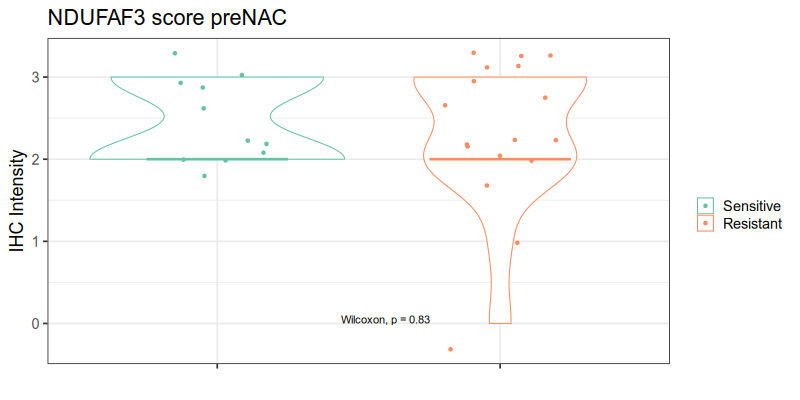 NDUFAF3 score preNAC
IHC Intensity
3
2
1
0
Wilcoxon, p = 0.83
Sensitive
Resistant